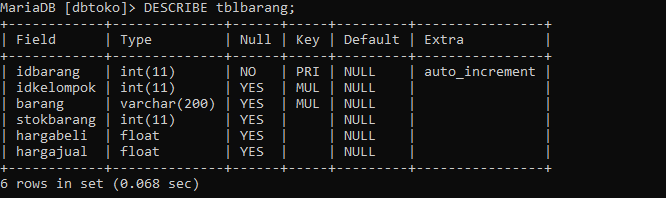 MariaDB [dbtoko]> DESCRIBE tblbarang;
+------------+--------------+------+-----+---------+----------------+
| Field      | Type         | Null | Key | Default | Extra          |
+------------+--------------+------+-----+---------+----------------+
| idbarang   | int(11)      | NO   | PRI | NULL    | auto_increment |
| idkelompok | int(11)      | YES  | MUL | NULL    |                |
| barang     | varchar(200) | YES  | MUL | NULL    |                |
| stokbarang | int(11)      | YES  |     | NULL    |                |
| hargabeli  | float        | YES  |     | NULL    |                |
| hargajual  | float        | YES  |     | NULL    |                |
+------------+--------------+------+-----+---------+----------------+
6 rows in set (0.068 sec)